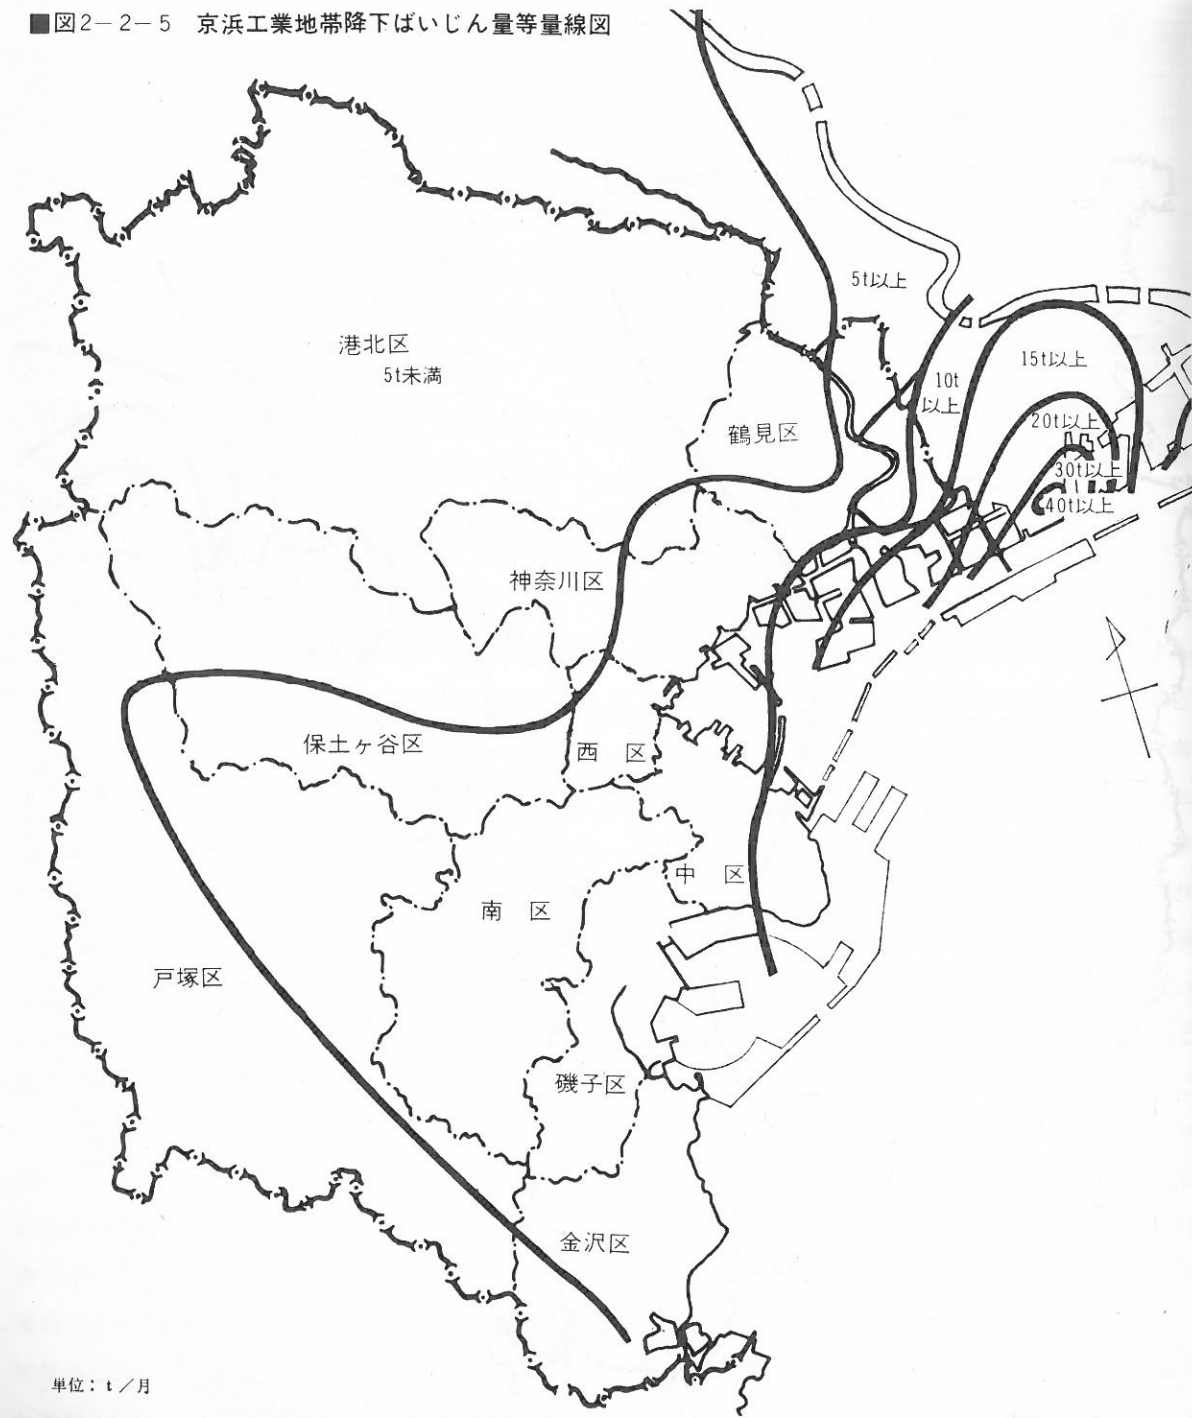 ■図2-2-5 京浜工業地帯降下ばいじん量等量線図
5t以上
港北区
5t未満
15t以上
10t
以上
20t以上
鶴見区
30t以上
40t以上
神奈川区
保土ヶ谷区
西 区
中 区
南 区
戸塚区
磯子区
金沢区
単位：t／月